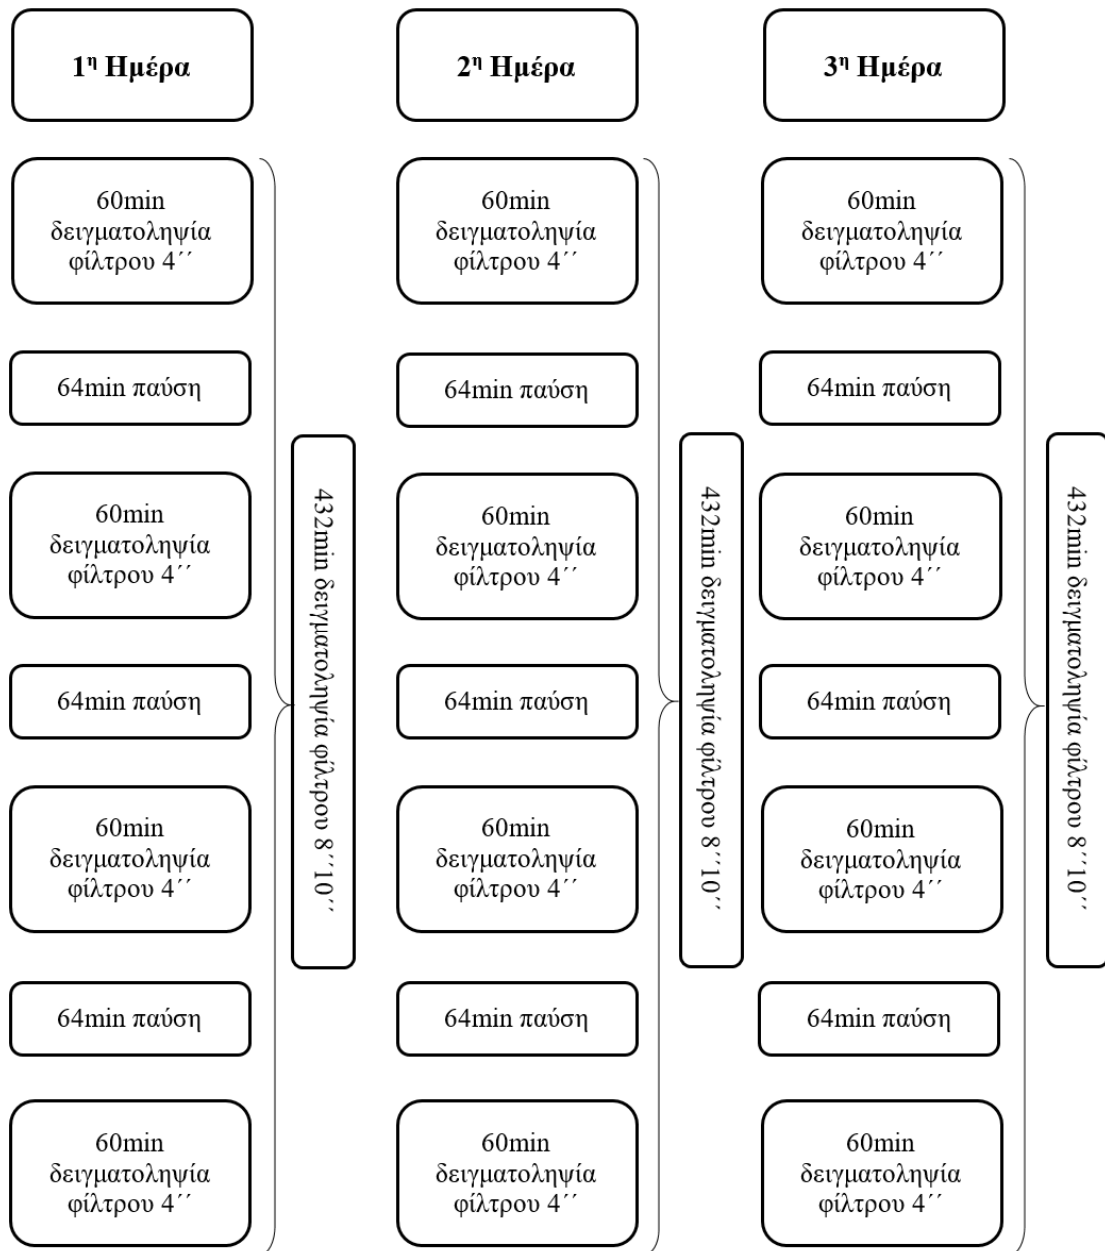 1η Ημέρα
60min
δειγματοληψία
φίλτρου 4΄΄
64min παύση
60min
δειγματοληψία
φίλτρου 4΄΄
64min παύση
60min
δειγματοληψία
φίλτρου 4΄΄
64min παύση
60min
δειγματοληψία
φίλτρου 4΄΄
432min δειγματοληψία φίλτρου 8΄΄10΄΄
2η Ημέρα
60min
δειγματοληψία
φίλτρου 4΄΄
64min παύση
60min
δειγματοληψία
φίλτρου 4΄΄
64min παύση
60min
δειγματοληψία
φίλτρου 4΄΄
64min παύση
60min
δειγματοληψία
φίλτρου 4΄΄
432min δειγματοληψία φίλτρου 8΄΄10΄΄
3η Ημέρα
60min
δειγματοληψία
φίλτρου 4΄΄
64min παύση
60min
δειγματοληψία
φίλτρου 4΄΄
64min παύση
60min
δειγματοληψία
φίλτρου 4΄΄
64min παύση
60min
δειγματοληψία
φίλτρου 4΄΄
432min δειγματοληψία φίλτρου 8΄΄10΄΄